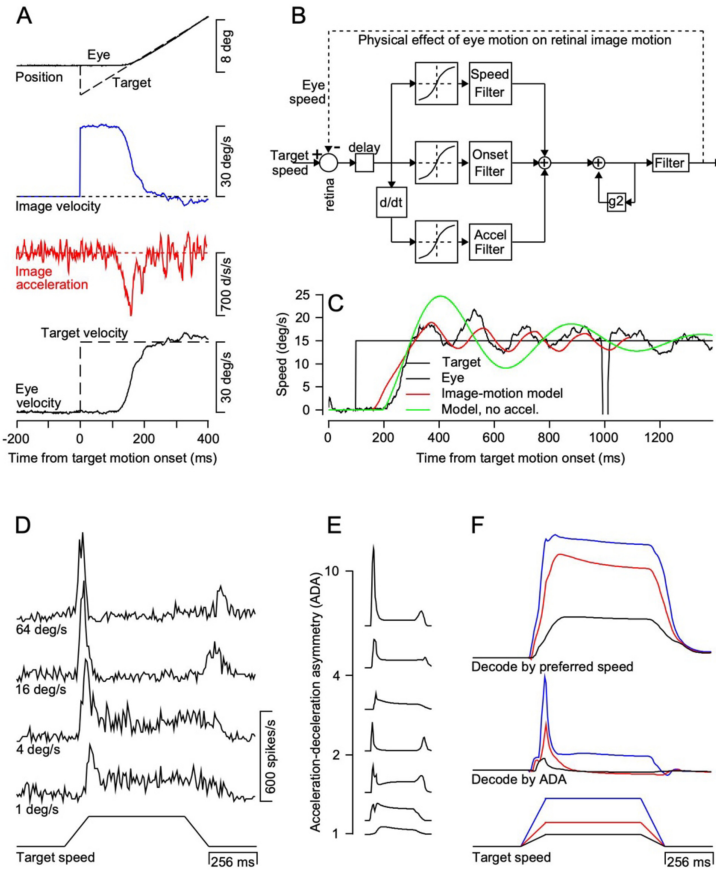 A
Eye
Target
Position
8 deg
30 deg/s
Image velocity
Image
acceleration
700 d/s/s
Target velocity
Eye
velocity
30 deg/s
-200 0 200 400
Time from target motion onset (ms)
B
Physical effect of eye motion on retinal image motion
Eye
speed
Speed
Filter
Target
speed
+
-
delay
retina
Onset
Filter
Filter
d/dt
g2
Accel
Filter
C
Speed (deg/s)
25
20
15
10
5
0
Target
Eye
Image-motion model
Model, no accel.
0 200 400 600 800 1000 1200
Time from target motion onset (ms)
D
64 deg/s
16 deg/s
4 deg/s
1 deg/s
600 spikes/s
Target speed
256 ms
E
Acceleration-deceleration asymmetry (ADA)
10
4
2
1
F
Decode by preferred speed
Decode by ADA
Target speed
256 ms